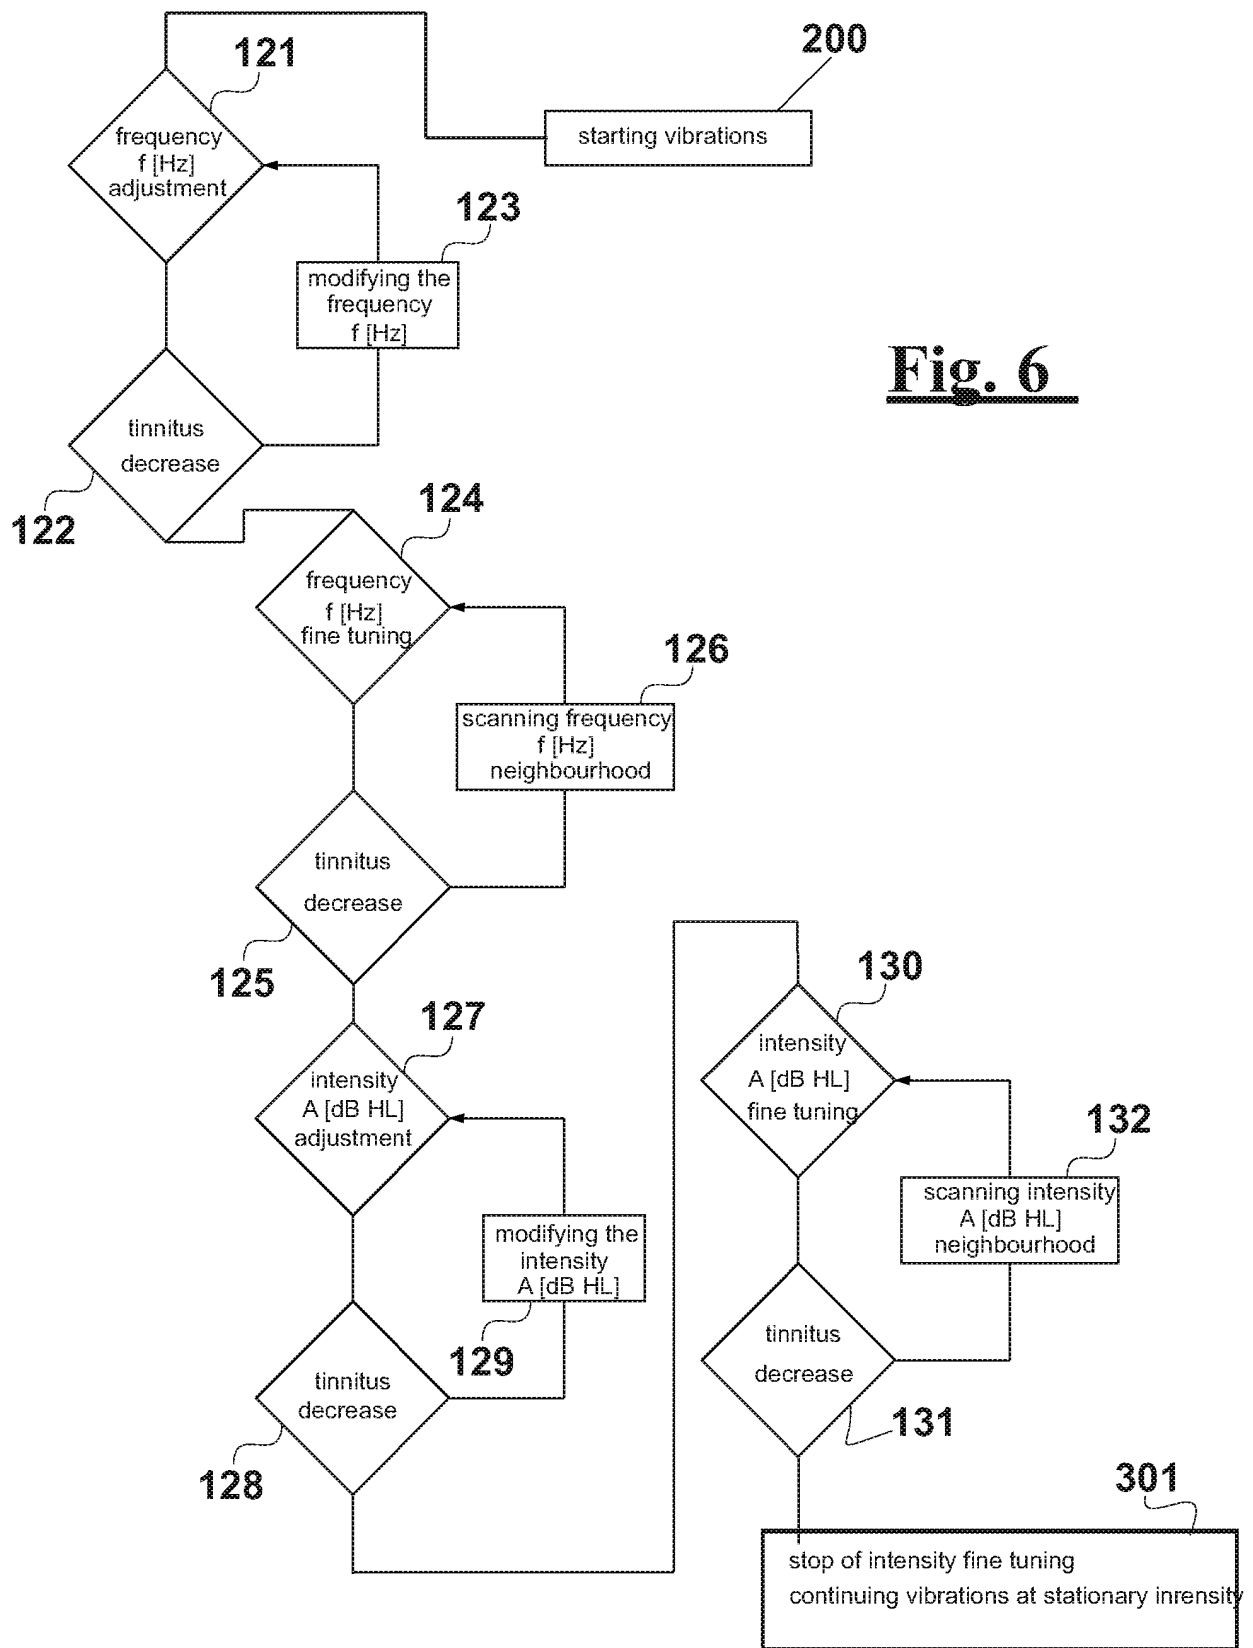 121
200
frequency
f [Hz]
adjustment
starting vibrations
123
modifying the
frequency
f [Hz]
Fig. 6
tinnitus
decrease
122
124
frequency
f [Hz]
fine tuning
126
scanning frequency
f [Hz]
neighbourhood
tinnitus
decrease
125
127
intensity
A [dB HL]
adjustment
modifying the
intensity
A [dB HL]
129
tinnitus
decrease
128
130
intensity
A [dB HL]
fine tuning
132
scanning intensity
A [dB HL]
neighbourhood
tinnitus
decrease
131
301
stop of intensity fine tuning
continuing vibrations at stationary inrensity